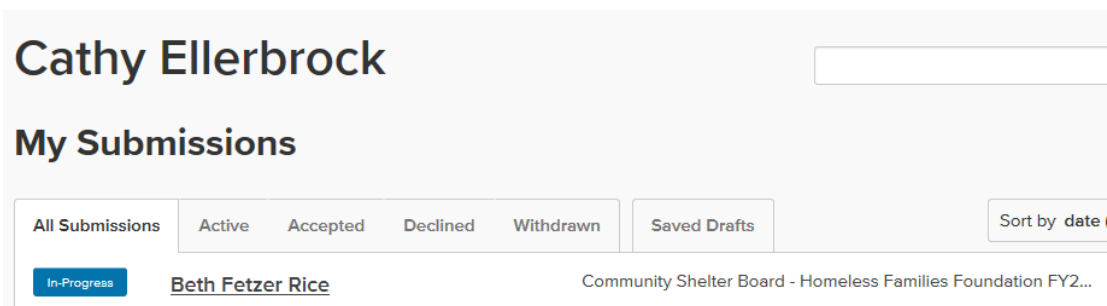 Cathy Ellerbrock
My Submissions
All Submissions Active Accepted Declined Withdrawn Saved Drafts Sort by date (
In-Progress Beth Fetzer Rice Community Shelter Board - Homeless Families Foundation FY2...